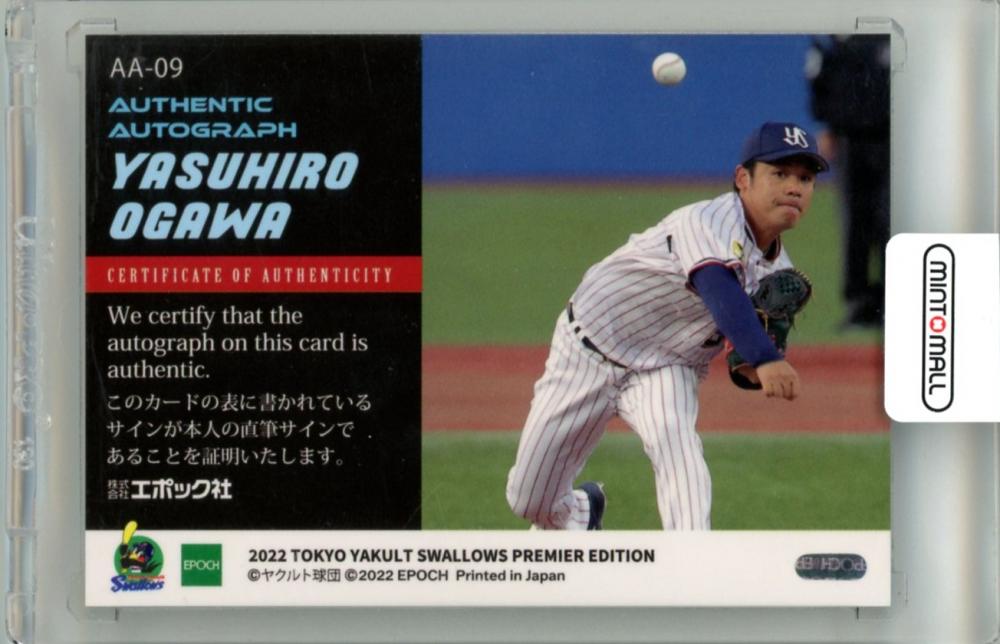 AA-09
AUTHENTIC
AUTOGRAPH
YASUHIRO
OGAWA
CERTIFICATE OF AUTHENTICITY
We certify that the
autograph on this card is
authentic.
このカードの表に書かれている
サインが本人の直筆サインで
あることを証明いたします。
株式会社エポック社
YS
MINT MALL
Swallows
EPOCH
2022 TOKYO YAKULT SWALLOWS PREMIER EDITION
©ヤクルト球団 ©2022 EPOCH Printed in Japan